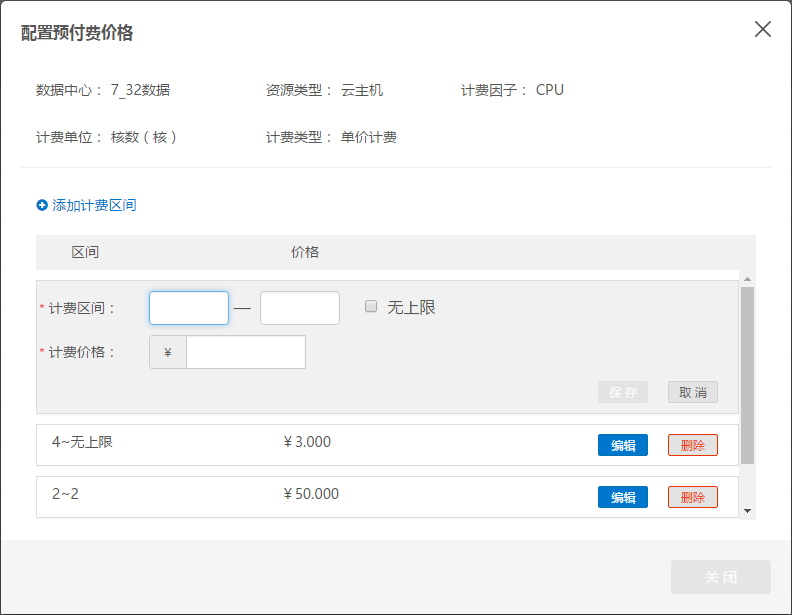 配置预付费价格
数据中心： 7_32数据 资源类型： 云主机 计费因子： CPU
计费单位： 核数（核） 计费类型： 单价计费
添加计费区间
区间 价格
* 计费区间： — 无上限
* 计费价格： ¥
保存 取消
4~无上限 ¥3.000 编辑 删除
2~2 ¥50.000 编辑 删除
关闭